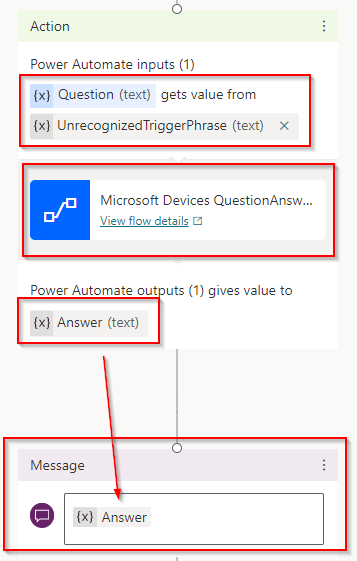 Action
Power Automate inputs (1)
{x} Question (text) gets value from
{x} UnrecognizedTriggerPhrase (text) ×
Microsoft Devices QuestionAnsw...
View flow details
Power Automate outputs (1) gives value to
{x} Answer (text)
Message
{x} Answer